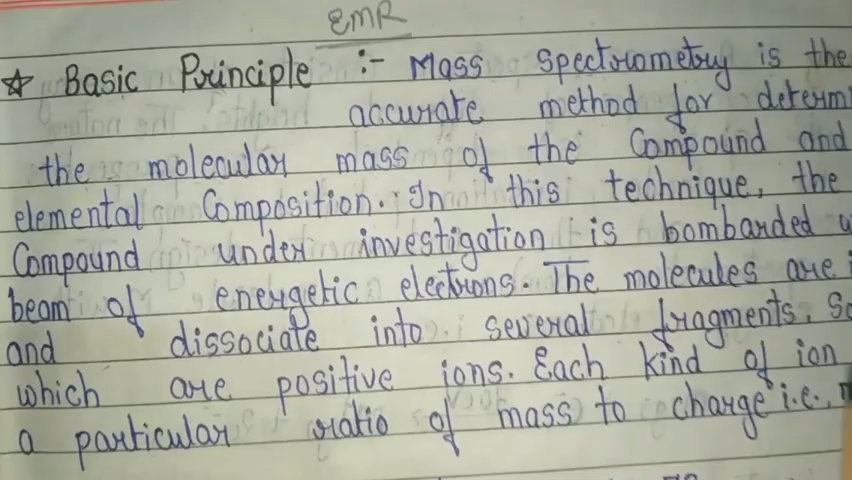 EMR
☆ Basic Principle :- Mass spectrometry is the
accurate method for determ
the molecular mass of the Compound and
elemental Composition. In this technique, the
Compound under investigation is bombarded
beam of energetic electrons. The molecules are
and dissociate into several fragments. So
which are positive ions. Each kind of ion
a particular ratio of mass to charge i.e., m